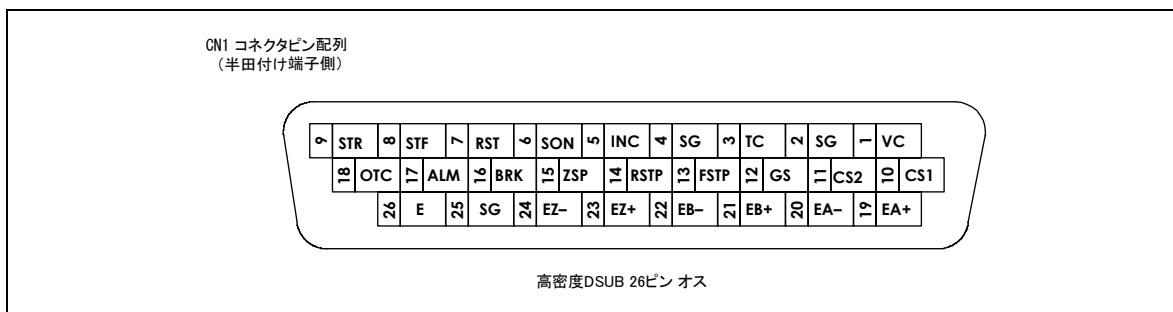 CN1 コネクタピン配列
(半田付け端子側)
9 STR 8 STF 7 RST 6 SON 5 INC 4 SG 3 TC 2 SG 1 VC
18 OTC 17 ALM 16 BRK 15 ZSP 14 RSTP 13 FSTP 12 GS 11 CS2 10 CS1
26 E 25 SG 24 EZ− 23 EZ+ 22 EB− 21 EB+ 20 EA− 19 EA+
高密度DSUB 26ピン オス